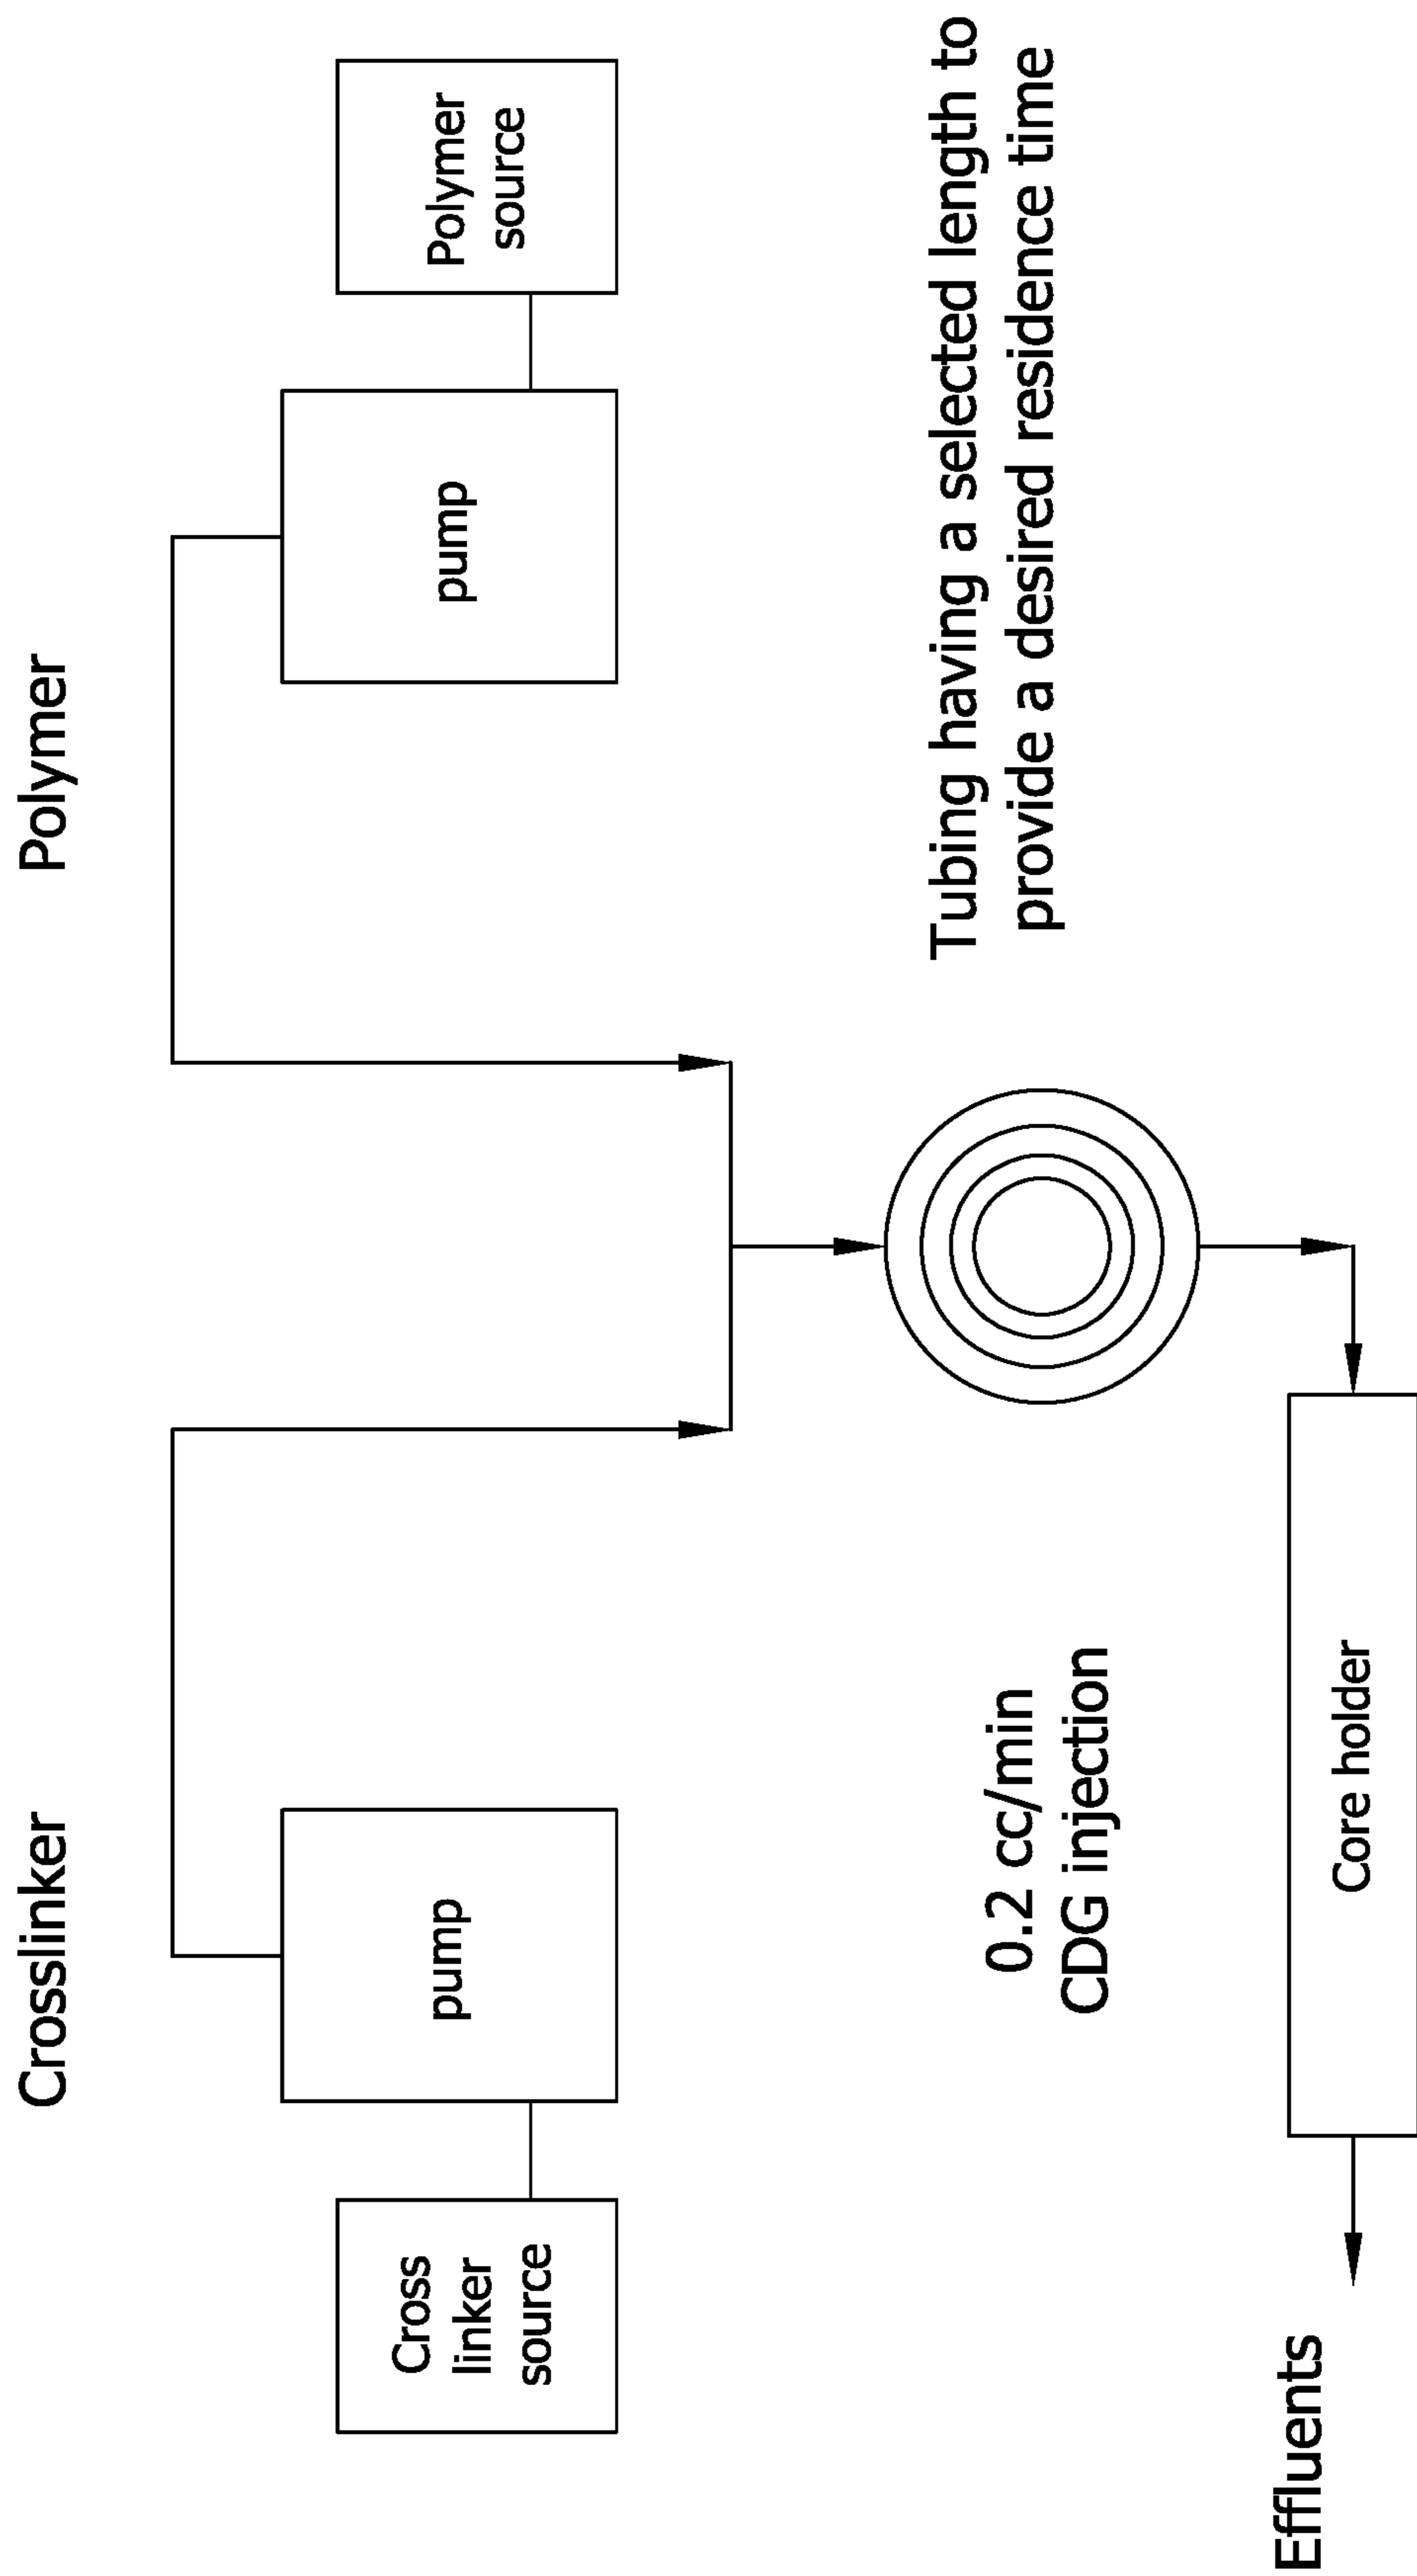 Crosslinker
Polymer
Cross
linker
source
pump
pump
Polymer
source
0.2 cc/min
CDG injection
Tubing having a selected length to
provide a desired residence time
Effluents
Core holder